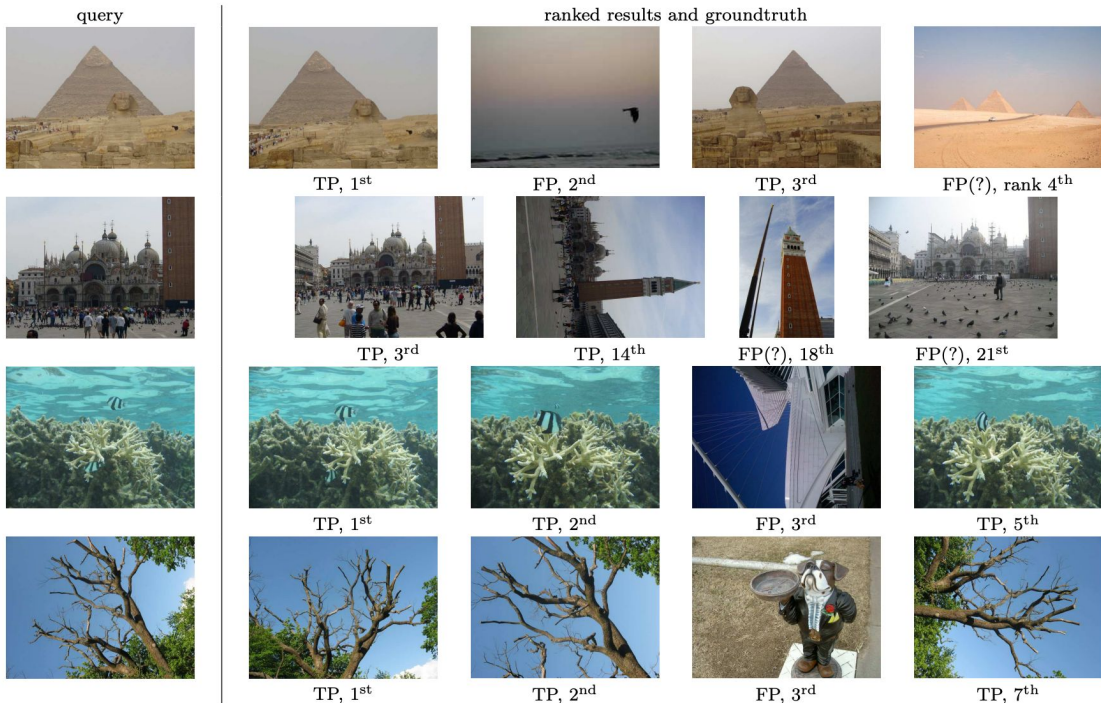 query ranked results and groundtruth
TP, 1st FP, 2nd TP, 3rd FP(?), rank 4th
TP, 3rd TP, 14th FP(?), 18th FP(?), 21st
TP, 1st TP, 2nd FP, 3rd TP, 5th
TP, 1st TP, 2nd FP, 3rd TP, 7th